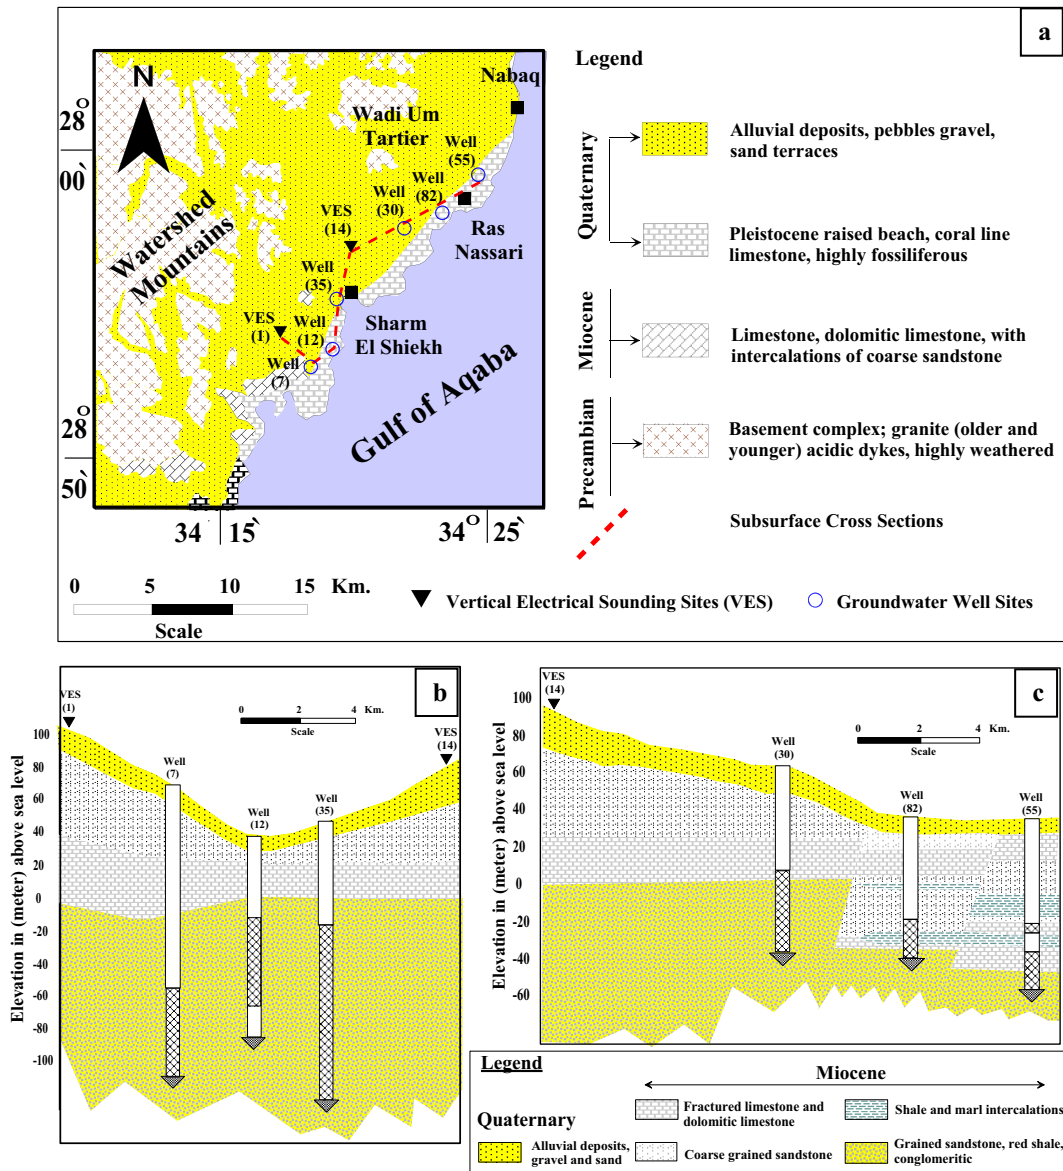 a
N
Nabaq
Wadi Um
Tartier
Well
(55)
Well
(82)
Well
(30)
VES
(14)
Ras
Nassari
Watershed
Mountains
Well
(35)
VES
(1)
Well
(12)
Well
(7)
Sharm
El Shiekh
Gulf of Aqaba
28°
00'
28°
50'
34° 15'
34° 25'
0 5 10 15 Km.
Scale
Legend
Quaternary
Alluvial deposits, pebbles gravel,
sand terraces
Pleistocene raised beach, coral line
limestone, highly fossiliferous
Miocene
Limestone, dolomitic limestone, with
intercalations of coarse sandstone
Precambian
Basement complex; granite (older and
younger) acidic dykes, highly weathered
Subsurface Cross Sections
Vertical Electrical Sounding Sites (VES)
Groundwater Well Sites
b
VES
(1)
0 2 4 Km.
Scale
VES
(14)
Well
(7)
Well
(12)
Well
(35)
Elevation in (meter) above sea level
100
80
60
40
20
0
-20
-40
-60
-80
-100
c
VES
(14)
Well
(30)
0 2 4 Km.
Scale
Well
(82)
Well
(55)
Elevation in (meter) above sea level
100
80
60
40
20
0
-20
-40
-60
Legend
Miocene
Quaternary
Alluvial deposits,
gravel and sand
Fractured limestone and
dolomitic limestone
Coarse grained sandstone
Shale and marl intercalations
Grained sandstone, red shale,
conglomeritic